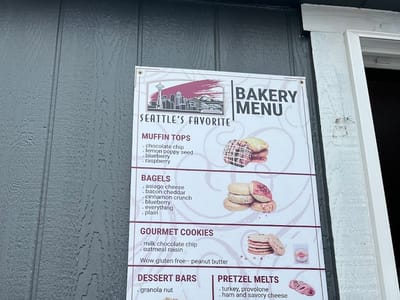 SEATTLE'S FAVORITE
BAKERY
MENU
MUFFIN TOPS
. chocolate chip
. lemon poppy seed
. blueberry
. raspberry
BAGELS
. asiago cheese
. bacon cheddar
. cinnamon crunch
. blueberry
. everything
. plain
GOURMET COOKIES
. milk chocolate chip
. oatmeal raisin
Wow gluten free-- peanut butter
DESSERT BARS
. granola nut
PRETZEL MELTS
. turkey, provolone
. ham and savory cheese